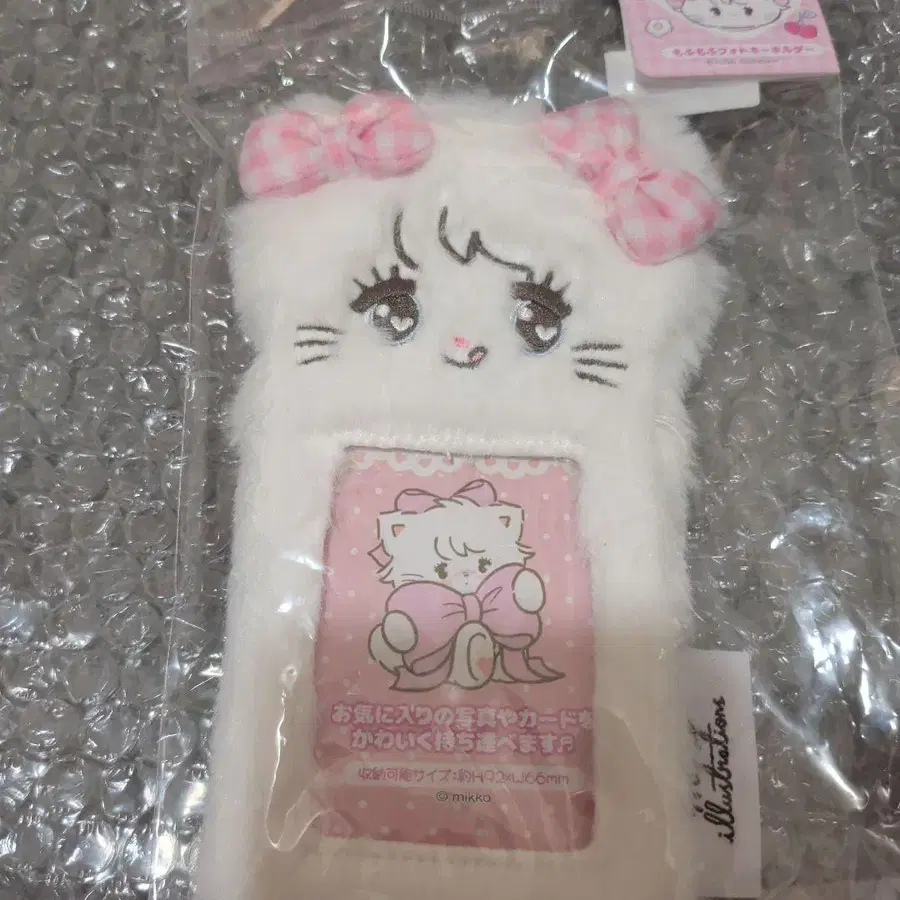 もふもふフォトキーホルダー
お気に入りの写真やカードを
かわいく持ち運べます♬
収納可能サイズ:約H92×W66mm
© mikko
illustrations